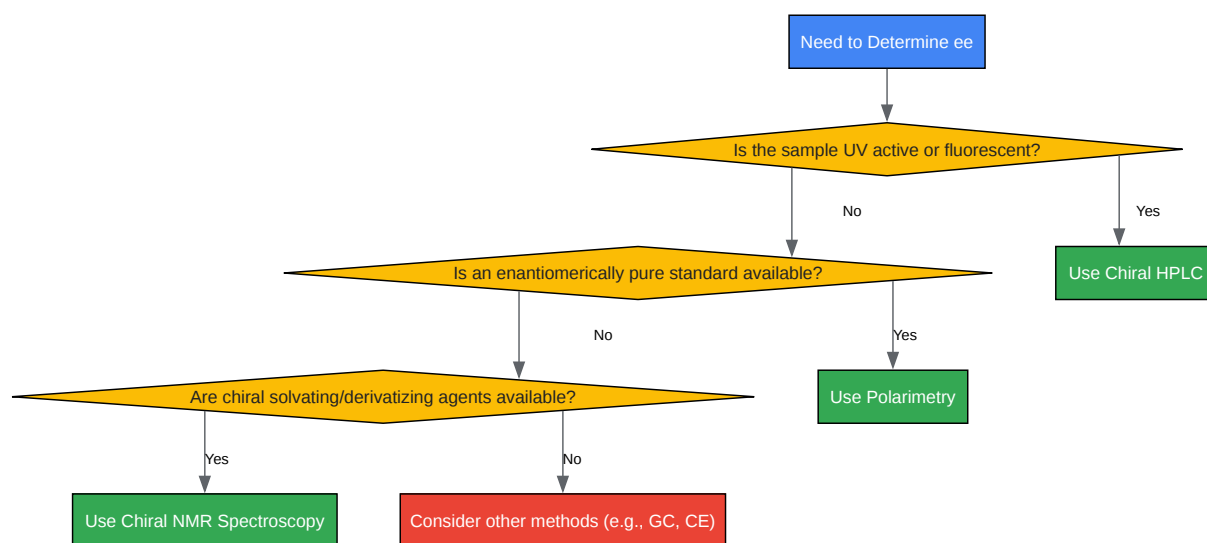 Need to Determine ee
Is the sample UV active or fluorescent?
No
Yes
Is an enantiomerically pure standard available?
Use Chiral HPLC
No
Yes
Are chiral solvating/derivatizing agents available?
Use Polarimetry
Yes
No
Use Chiral NMR Spectroscopy
Consider other methods (e.g., GC, CE)